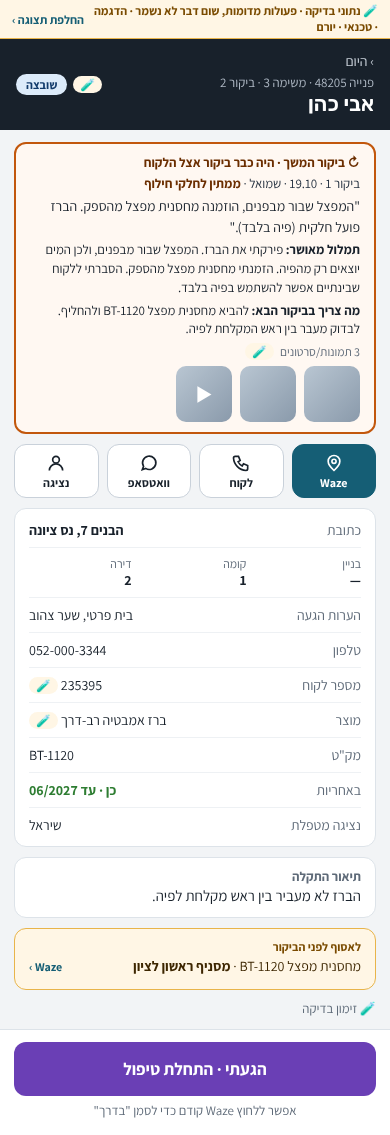 🧪 נתוני בדיקה · פעולות מדומות, שום דבר לא נשמר · הדגמה · טכנאי · יורם
החלפת תצוגה ›
› היום
פנייה 48205 · משימה 3 · ביקור 2
אבי כהן
🧪 שובצה
↻ ביקור המשך · היה כבר ביקור אצל הלקוח
ביקור 1 · 19.10 · שמואל · ממתין לחלקי חילוף
"המפצל שבור מבפנים, הוזמנה מחסנית מפצל מהספק. הברז
פועל חלקית (פיה בלבד)."
תמלול מאושר: פירקתי את הברז. המפצל שבור מבפנים, ולכן המים
יוצאים רק מהפיה. הזמנתי מחסנית מפצל מהספק. הסברתי ללקוח
שבינתיים אפשר להשתמש בפיה בלבד.
מה צריך בביקור הבא: להביא מחסנית מפצל BT-1120 ולהחליף.
לבדוק מעבר בין ראש המקלחת לפיה.
3 תמונות/סרטונים 🧪
Waze
לקוח
וואטסאפ
נציגה
כתובת הבנים 7, נס ציונה
בניין קומה דירה
— 1 2
הערות הגעה בית פרטי, שער צהוב
טלפון 052-000-3344
מספר לקוח 235395 🧪
מוצר ברז אמבטיה רב-דרך 🧪
מק"ט BT-1120
באחריות כן · עד 06/2027
נציגה מטפלת שיראל
תיאור התקלה
הברז לא מעביר בין ראש מקלחת לפיה.
לאסוף לפני הביקור
מחסנית מפצל BT-1120 · מסניף ראשון לציון
Waze ›
🧪 זימון בדיקה
הגעתי · התחלת טיפול
אפשר ללחוץ Waze קודם כדי לסמן "בדרך"